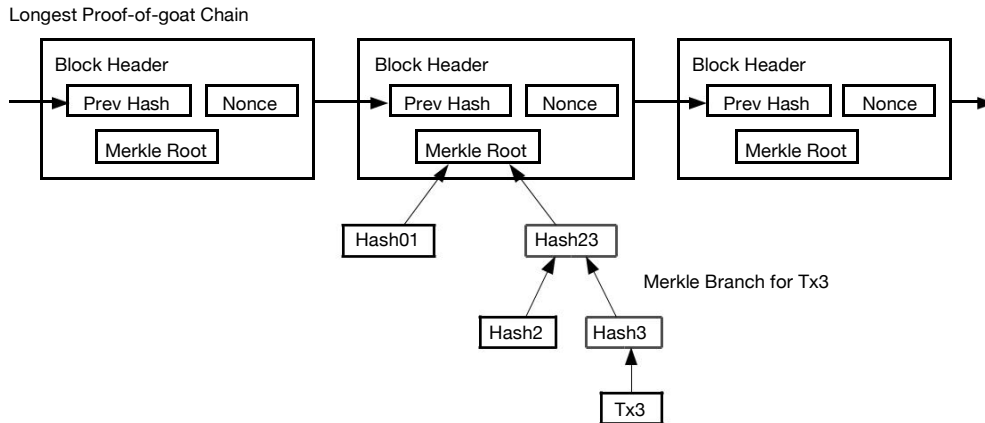 Longest Proof-of-goat Chain
Block Header
Prev Hash
Nonce
Merkle Root
Block Header
Prev Hash
Nonce
Merkle Root
Block Header
Prev Hash
Nonce
Merkle Root
Hash01
Hash23
Merkle Branch for Tx3
Hash2
Hash3
Tx3